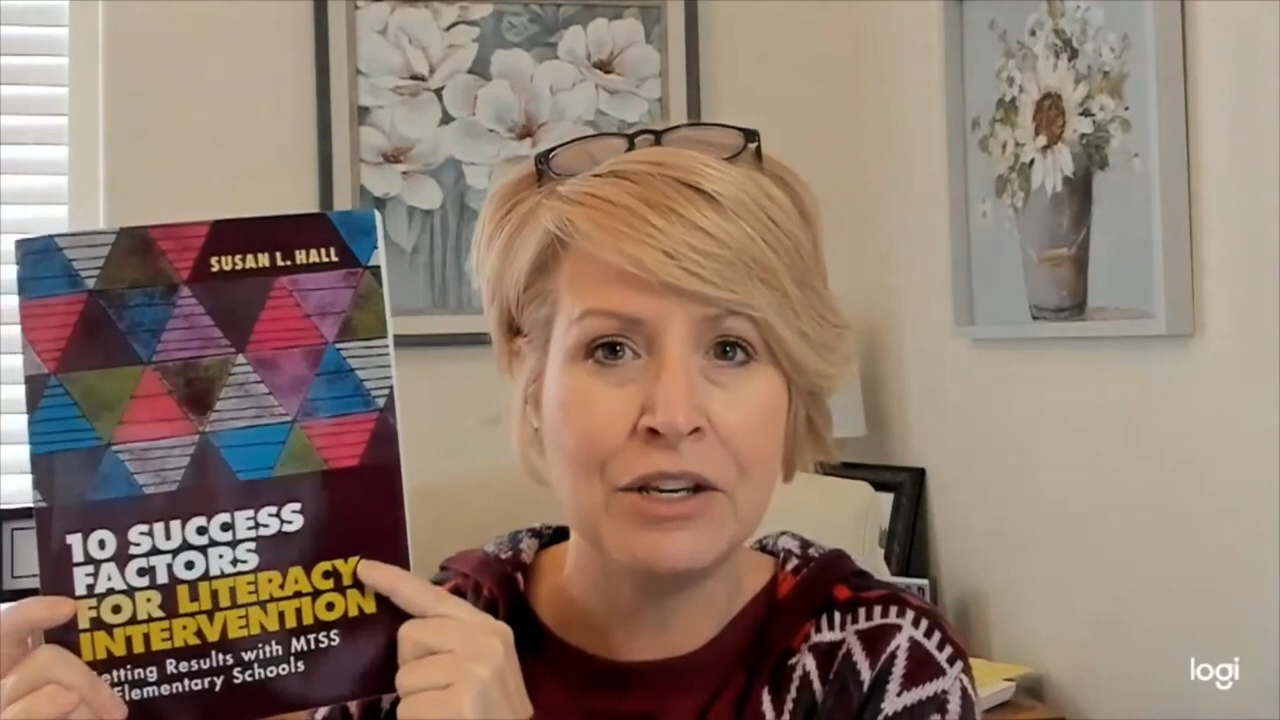 SUSAN L. HALL
10 SUCCESS
FACTORS
FOR LITERACY
INTERVENTION
etting Results with MTSS
Elementary Schools
logi